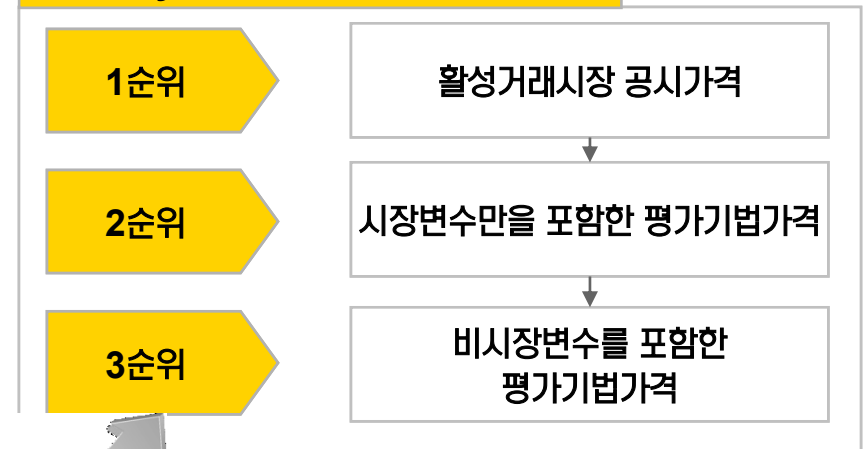 1순위
활성거래시장 공시가격
2순위
시장변수만을 포함한 평가기법가격
3순위
비시장변수를 포함한
평가기법가격